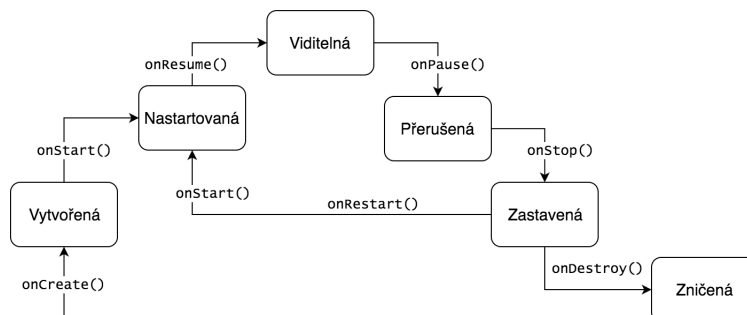 Viditelná
onResume()
onPause()
Nastartovaná
Přerušená
onStart()
onStop()
onStart()
onRestart()
Vytvořená
Zastavená
onDestroy()
onCreate()
Zničená